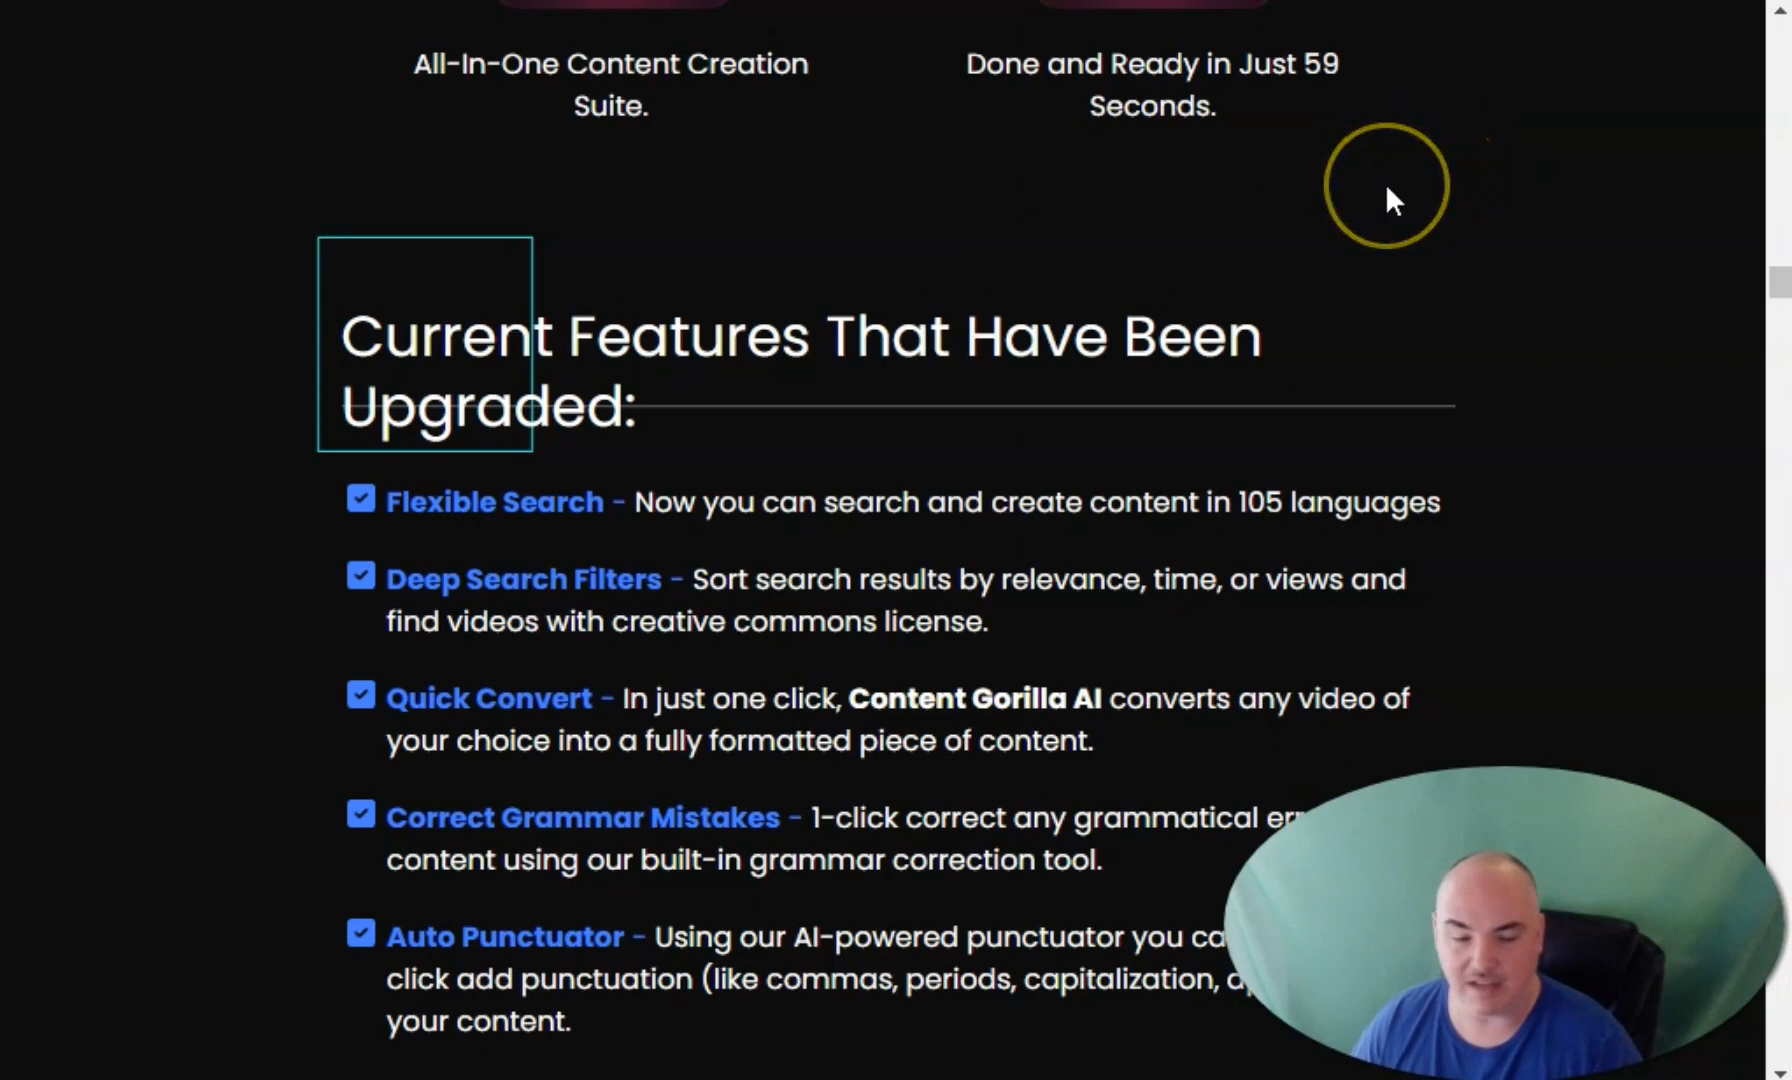 All-In-One Content Creation
Suite.
Done and Ready in Just 59
Seconds.
Current Features That Have Been
Upgraded:
Flexible Search - Now you can search and create content in 105 languages
Deep Search Filters - Sort search results by relevance, time, or views and
find videos with creative commons license.
Quick Convert - In just one click, Content Gorilla AI converts any video of
your choice into a fully formatted piece of content.
Correct Grammar Mistakes - 1-click correct any grammatical
content using our built-in grammar correction tool.
Auto Punctuator - Using our AI-powered punctuator you
click add punctuation (like commas, periods, capitalization,
your content.